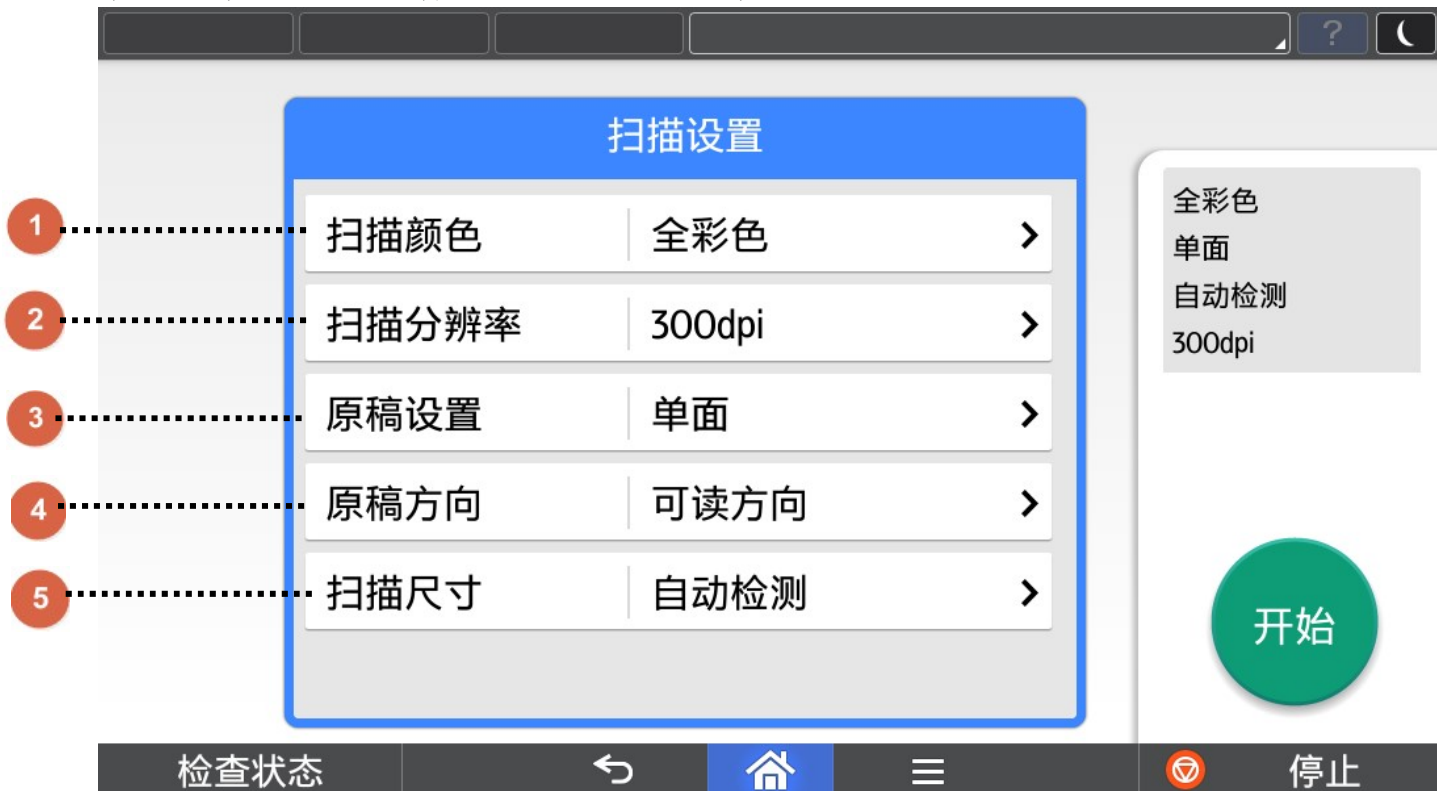 ?
扫描设置
1 扫描颜色 全彩色
2 扫描分辨率 300dpi
3 原稿设置 单面
4 原稿方向 可读方向
5 扫描尺寸 自动检测
全彩色
单面
自动检测
300dpi
开始
检查状态
停止